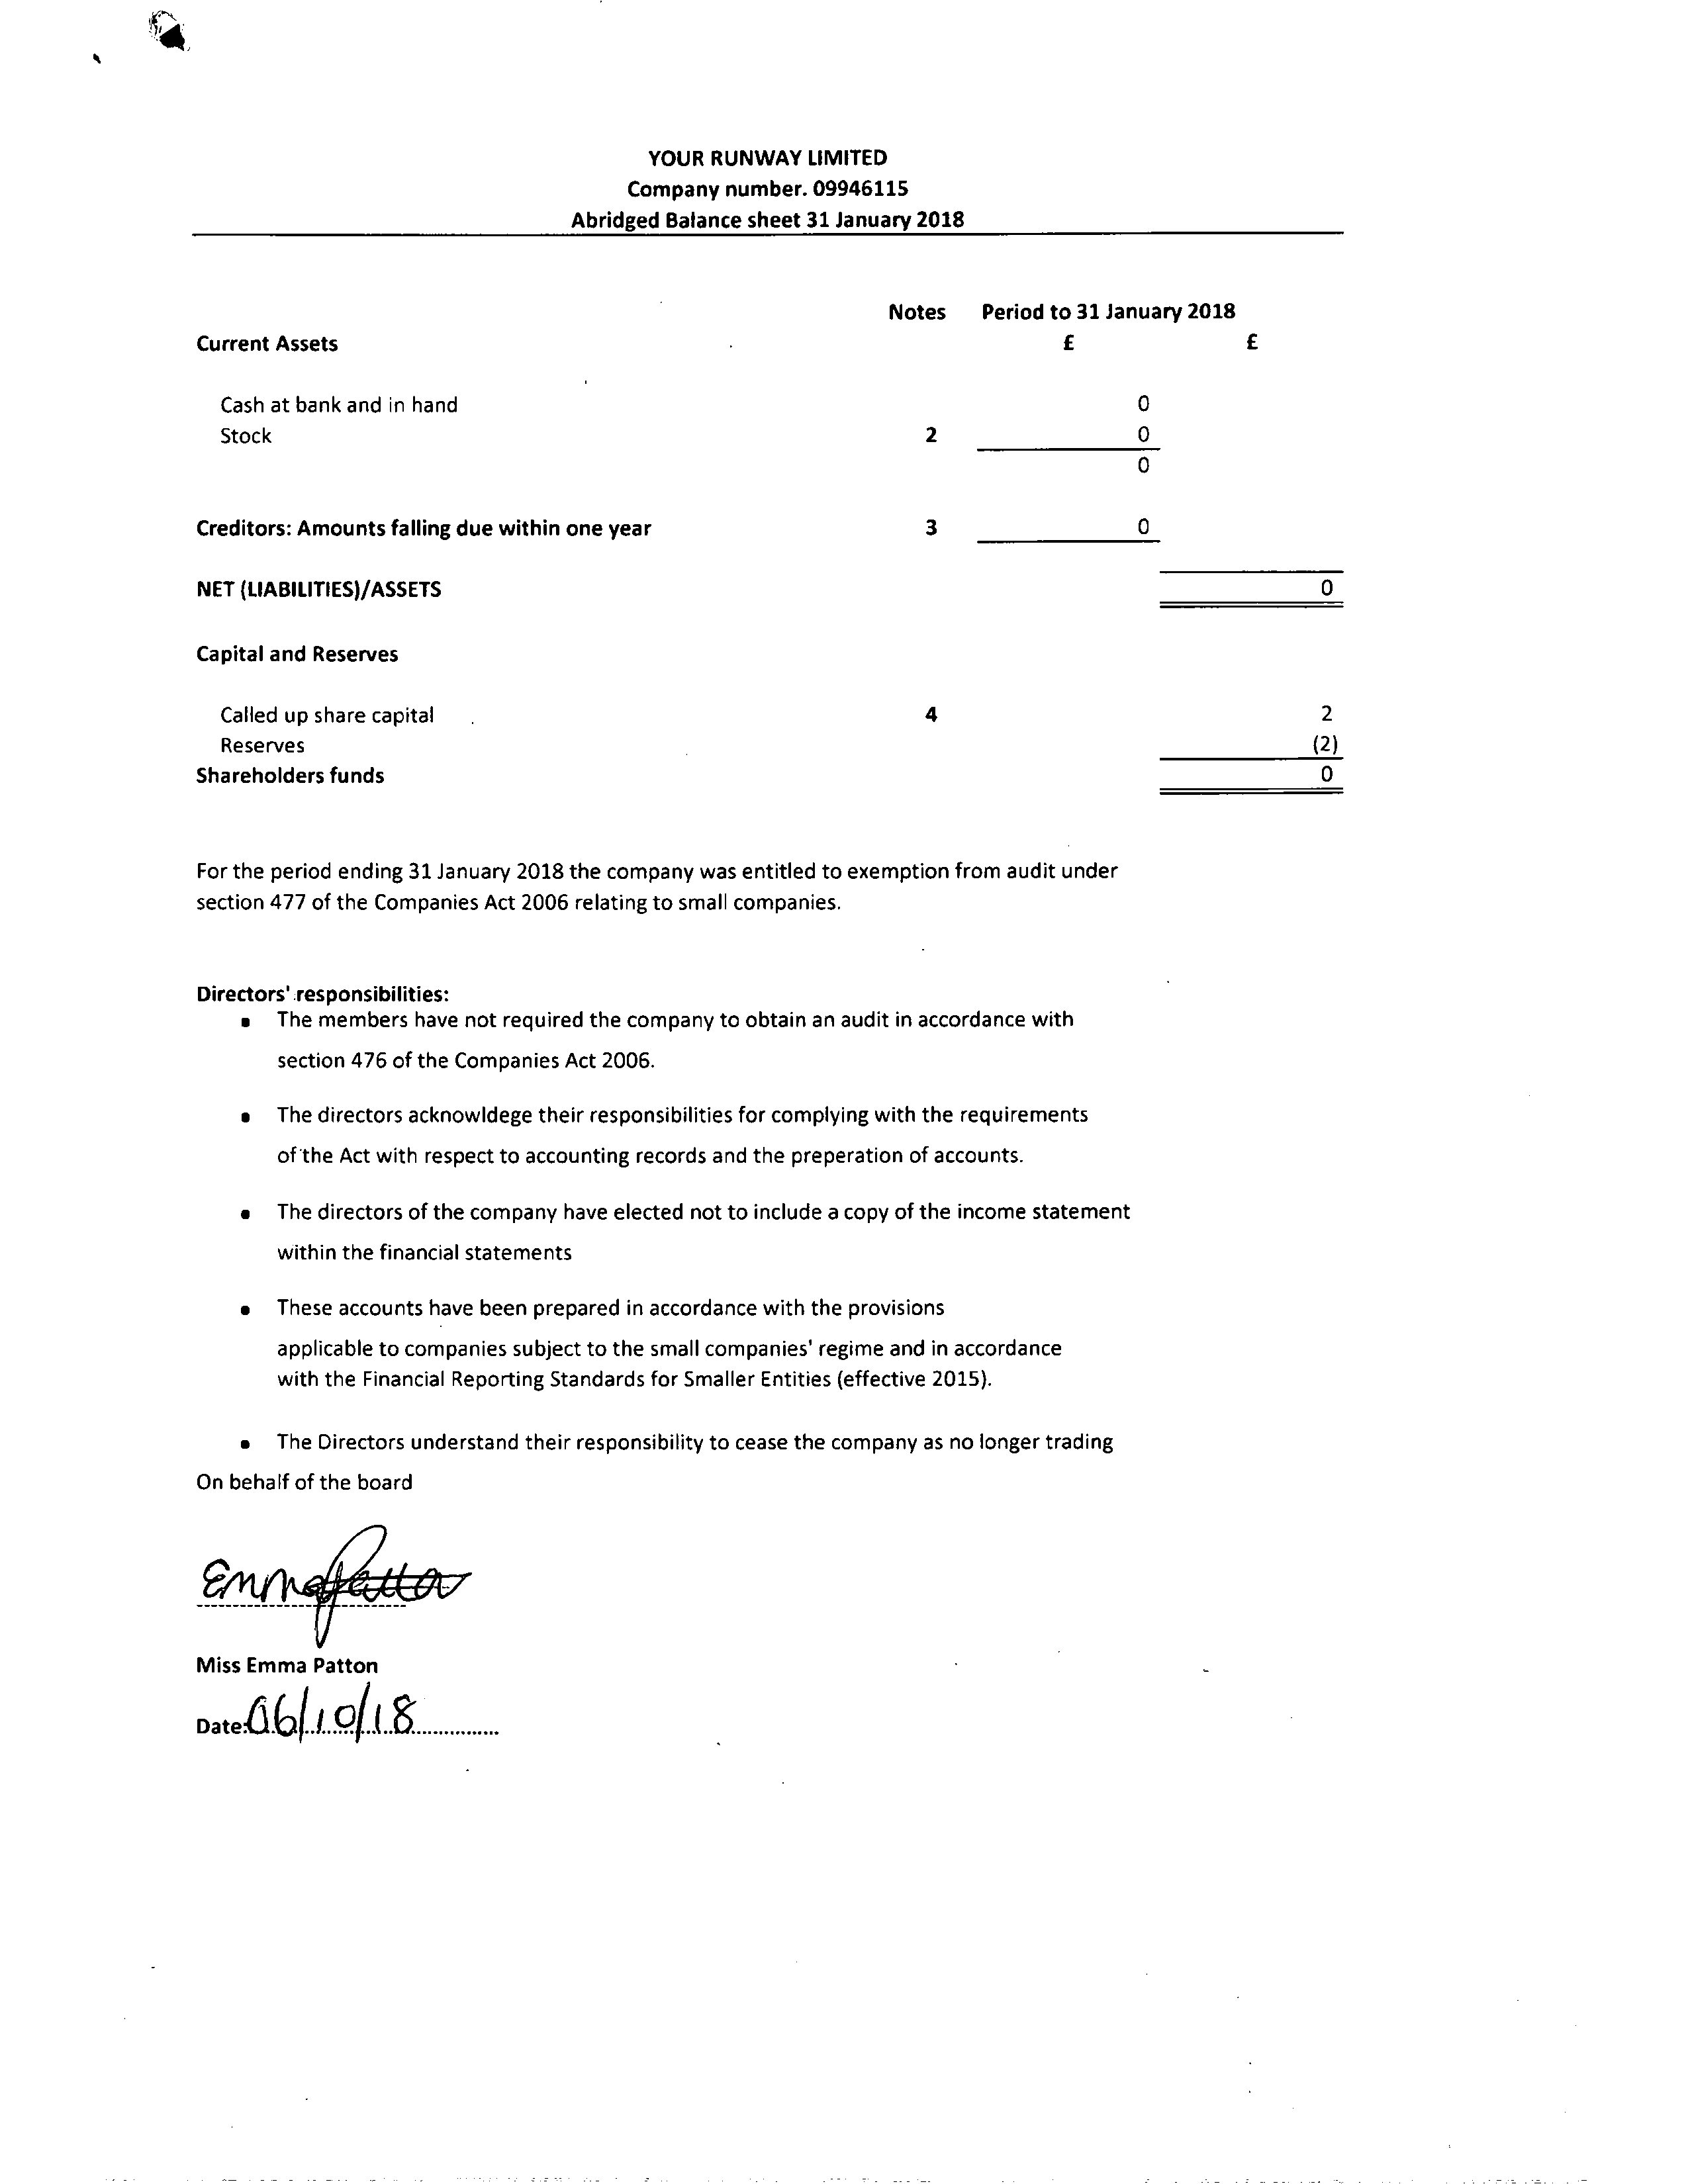 YOUR RUNWAY LIMITED
Company number. 09946115
Abridged Balance sheet 31 January 2018
Notes Period to 31 January 2018
Current Assets £ £
Cash at bank and in hand 0
Stock 2 0
0
Creditors: Amounts falling due within one year 3 0
NET (LIABILITIES)/ASSETS 0
Capital and Reserves
Called up share capital 4 2
Reserves (2)
Shareholders funds 0
For the period ending 31 January 2018 the company was entitled to exemption from audit under
section 477 of the Companies Act 2006 relating to small companies.
Directors' responsibilities:
• The members have not required the company to obtain an audit in accordance with
section 476 of the Companies Act 2006.
• The directors acknowldege their responsibilities for complying with the requirements
of the Act with respect to accounting records and the preperation of accounts.
• The directors of the company have elected not to include a copy of the income statement
within the financial statements
• These accounts have been prepared in accordance with the provisions
applicable to companies subject to the small companies' regime and in accordance
with the Financial Reporting Standards for Smaller Entities (effective 2015).
• The Directors understand their responsibility to cease the company as no longer trading
On behalf of the board
Emma Patton
Miss Emma Patton
Date: 06/10/18